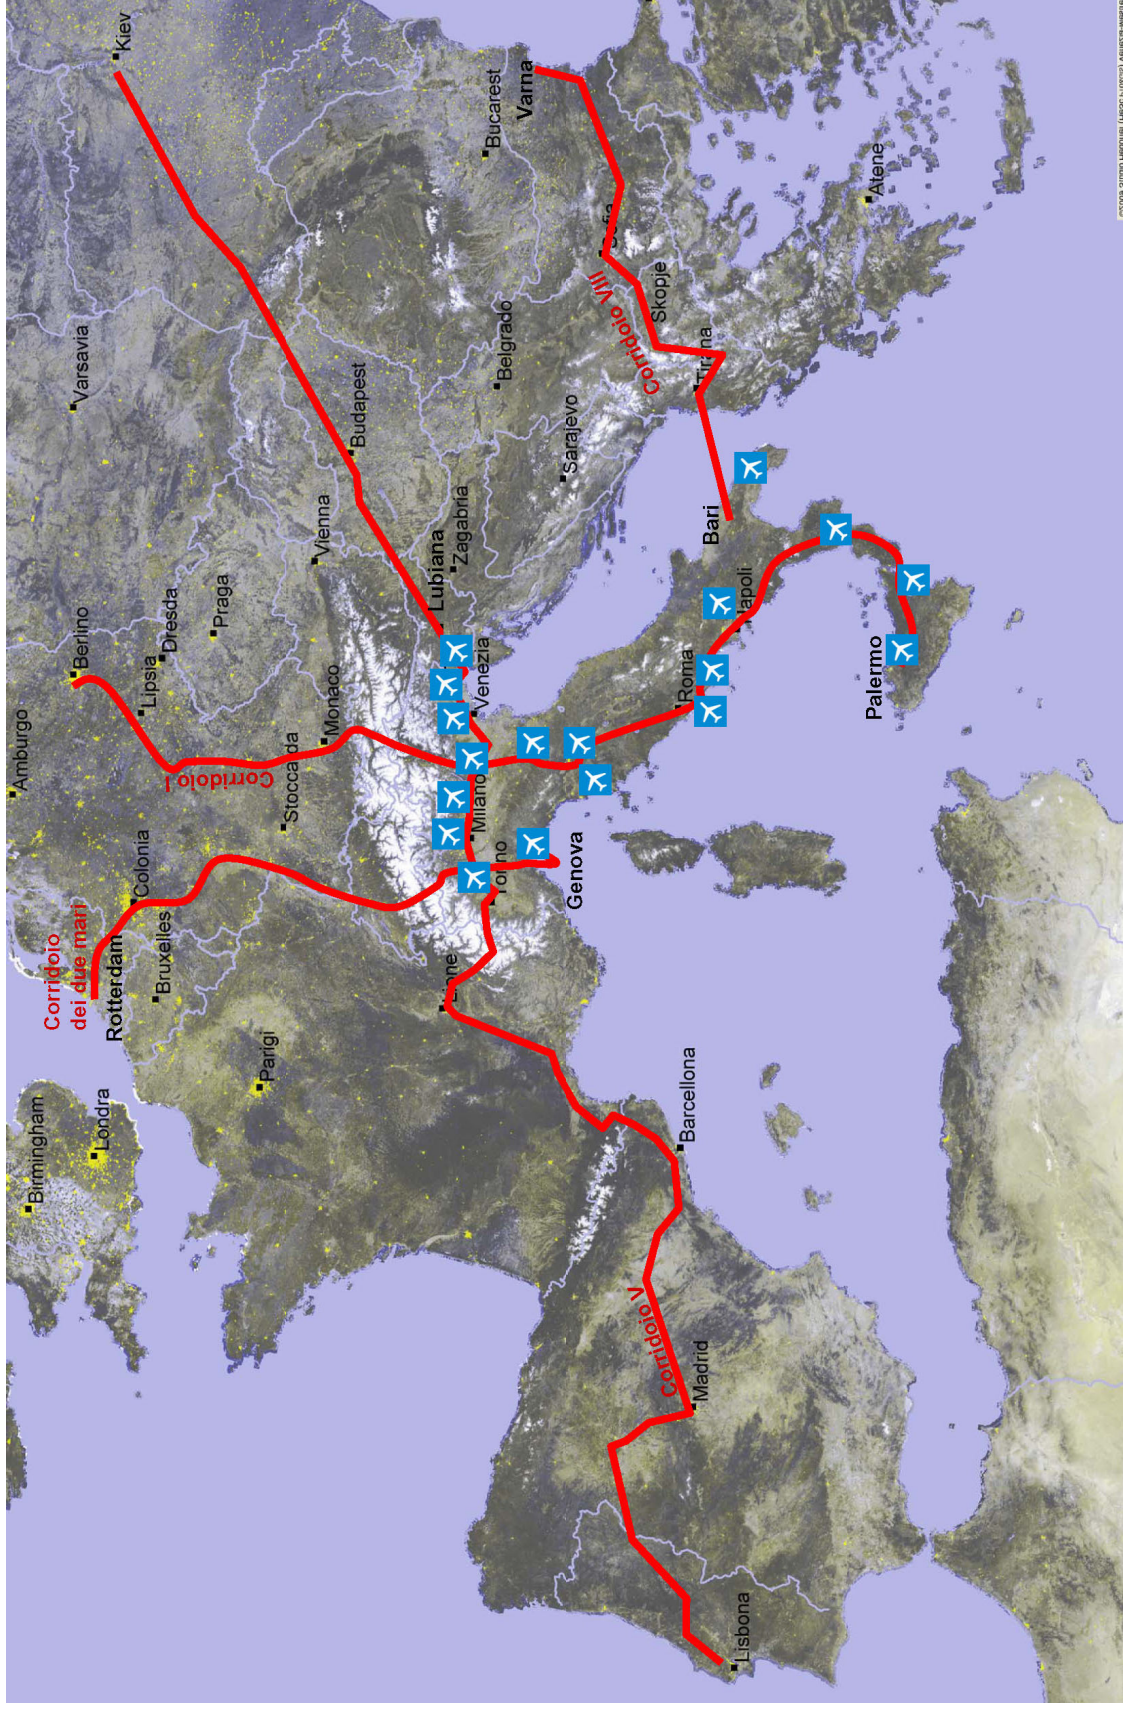 Amburgo
Birmingham
Corridoio
dei due mari
Varsavia
Berlino
Londra
Rotterdam
Kiev
Colonia
Lipsia
Bruxelles
Dresda
Praga
Corridoio I
Parigi
Stoccada
Vienna
Monaco
Budapest
Lubiana
Lione
Zagabria
Milano
Venezia
Bucarest
Torino
Belgrado
Varna
Sarajevo
Genova
Sofia
Corridoio VIII
Corridoio V
Skopje
Roma
Barcellona
Madrid
Tirana
Bari
Lisbona
Napoli
Palermo
Atene